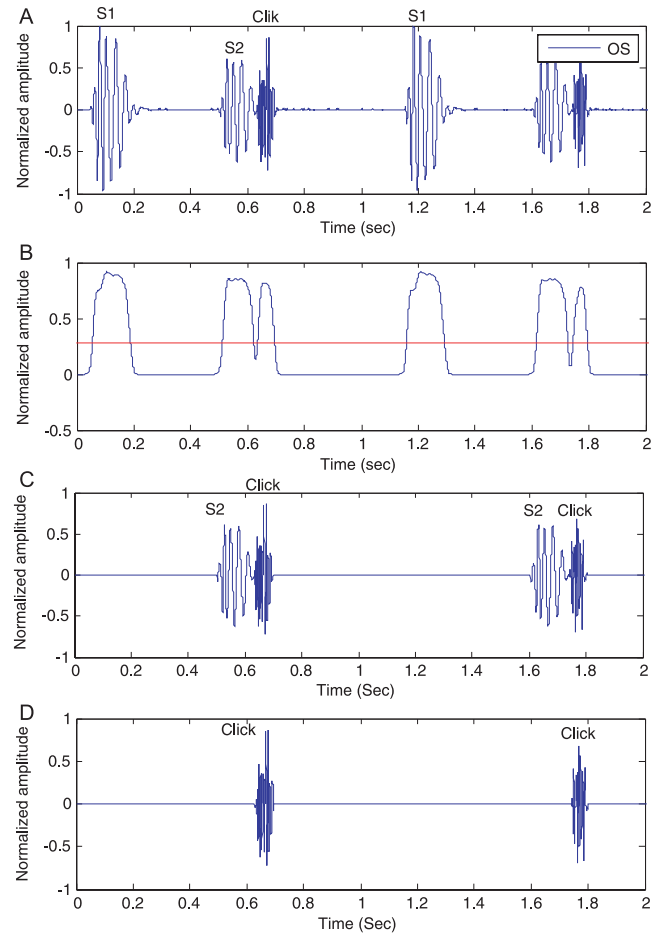 A
S1
S2
Clik
S1
OS
Normalized amplitude
1
0.5
0
-0.5
-1
0 0.2 0.4 0.6 0.8 1 1.2 1.4 1.6 1.8 2
Time (sec)
B
Normalized amplitude
1
0.5
0
-0.5
0 0.2 0.4 0.6 0.8 1 1.2 1.4 1.6 1.8 2
Time (sec)
C
S2
Click
S2
Click
Normalized amplitude
1
0.5
0
-0.5
-1
0 0.2 0.4 0.6 0.8 1 1.2 1.4 1.6 1.8 2
Time (Sec)
D
Click
Click
Normalized amplitude
1
0.5
0
-0.5
-1
0 0.2 0.4 0.6 0.8 1 1.2 1.4 1.6 1.8 2
Time (Sec)